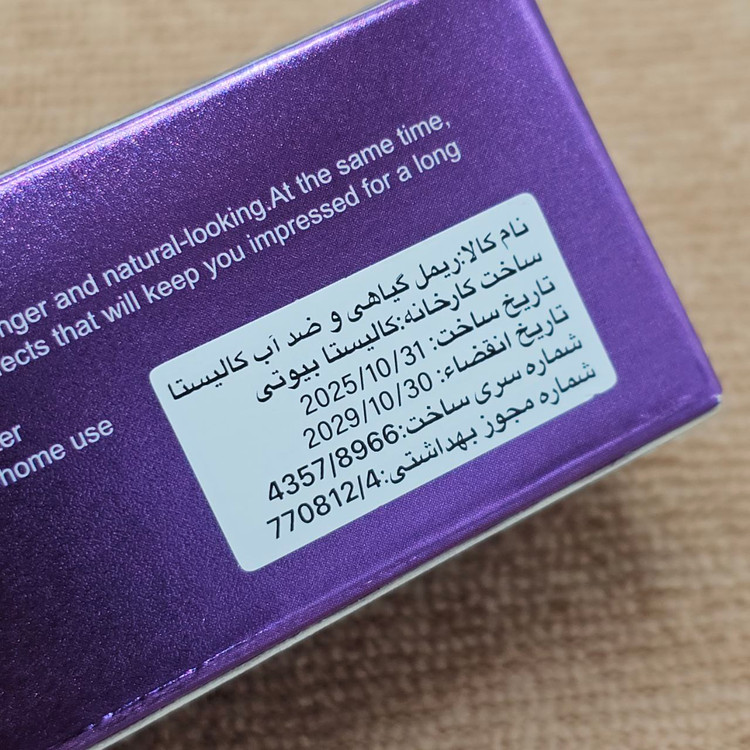 nger and natural-looking.At the same time,
ects that will keep you impressed for a long
ter
home use
نام کالا:ریمل گیاهی و ضد آب کالیستا
ساخت کارخانه:کالیستا بیوتی
تاریخ ساخت: 2025/10/31
تاریخ انقضاء: 2029/10/30
شماره سری ساخت:4357/8966
شماره مجوز بهداشتی:770812/4